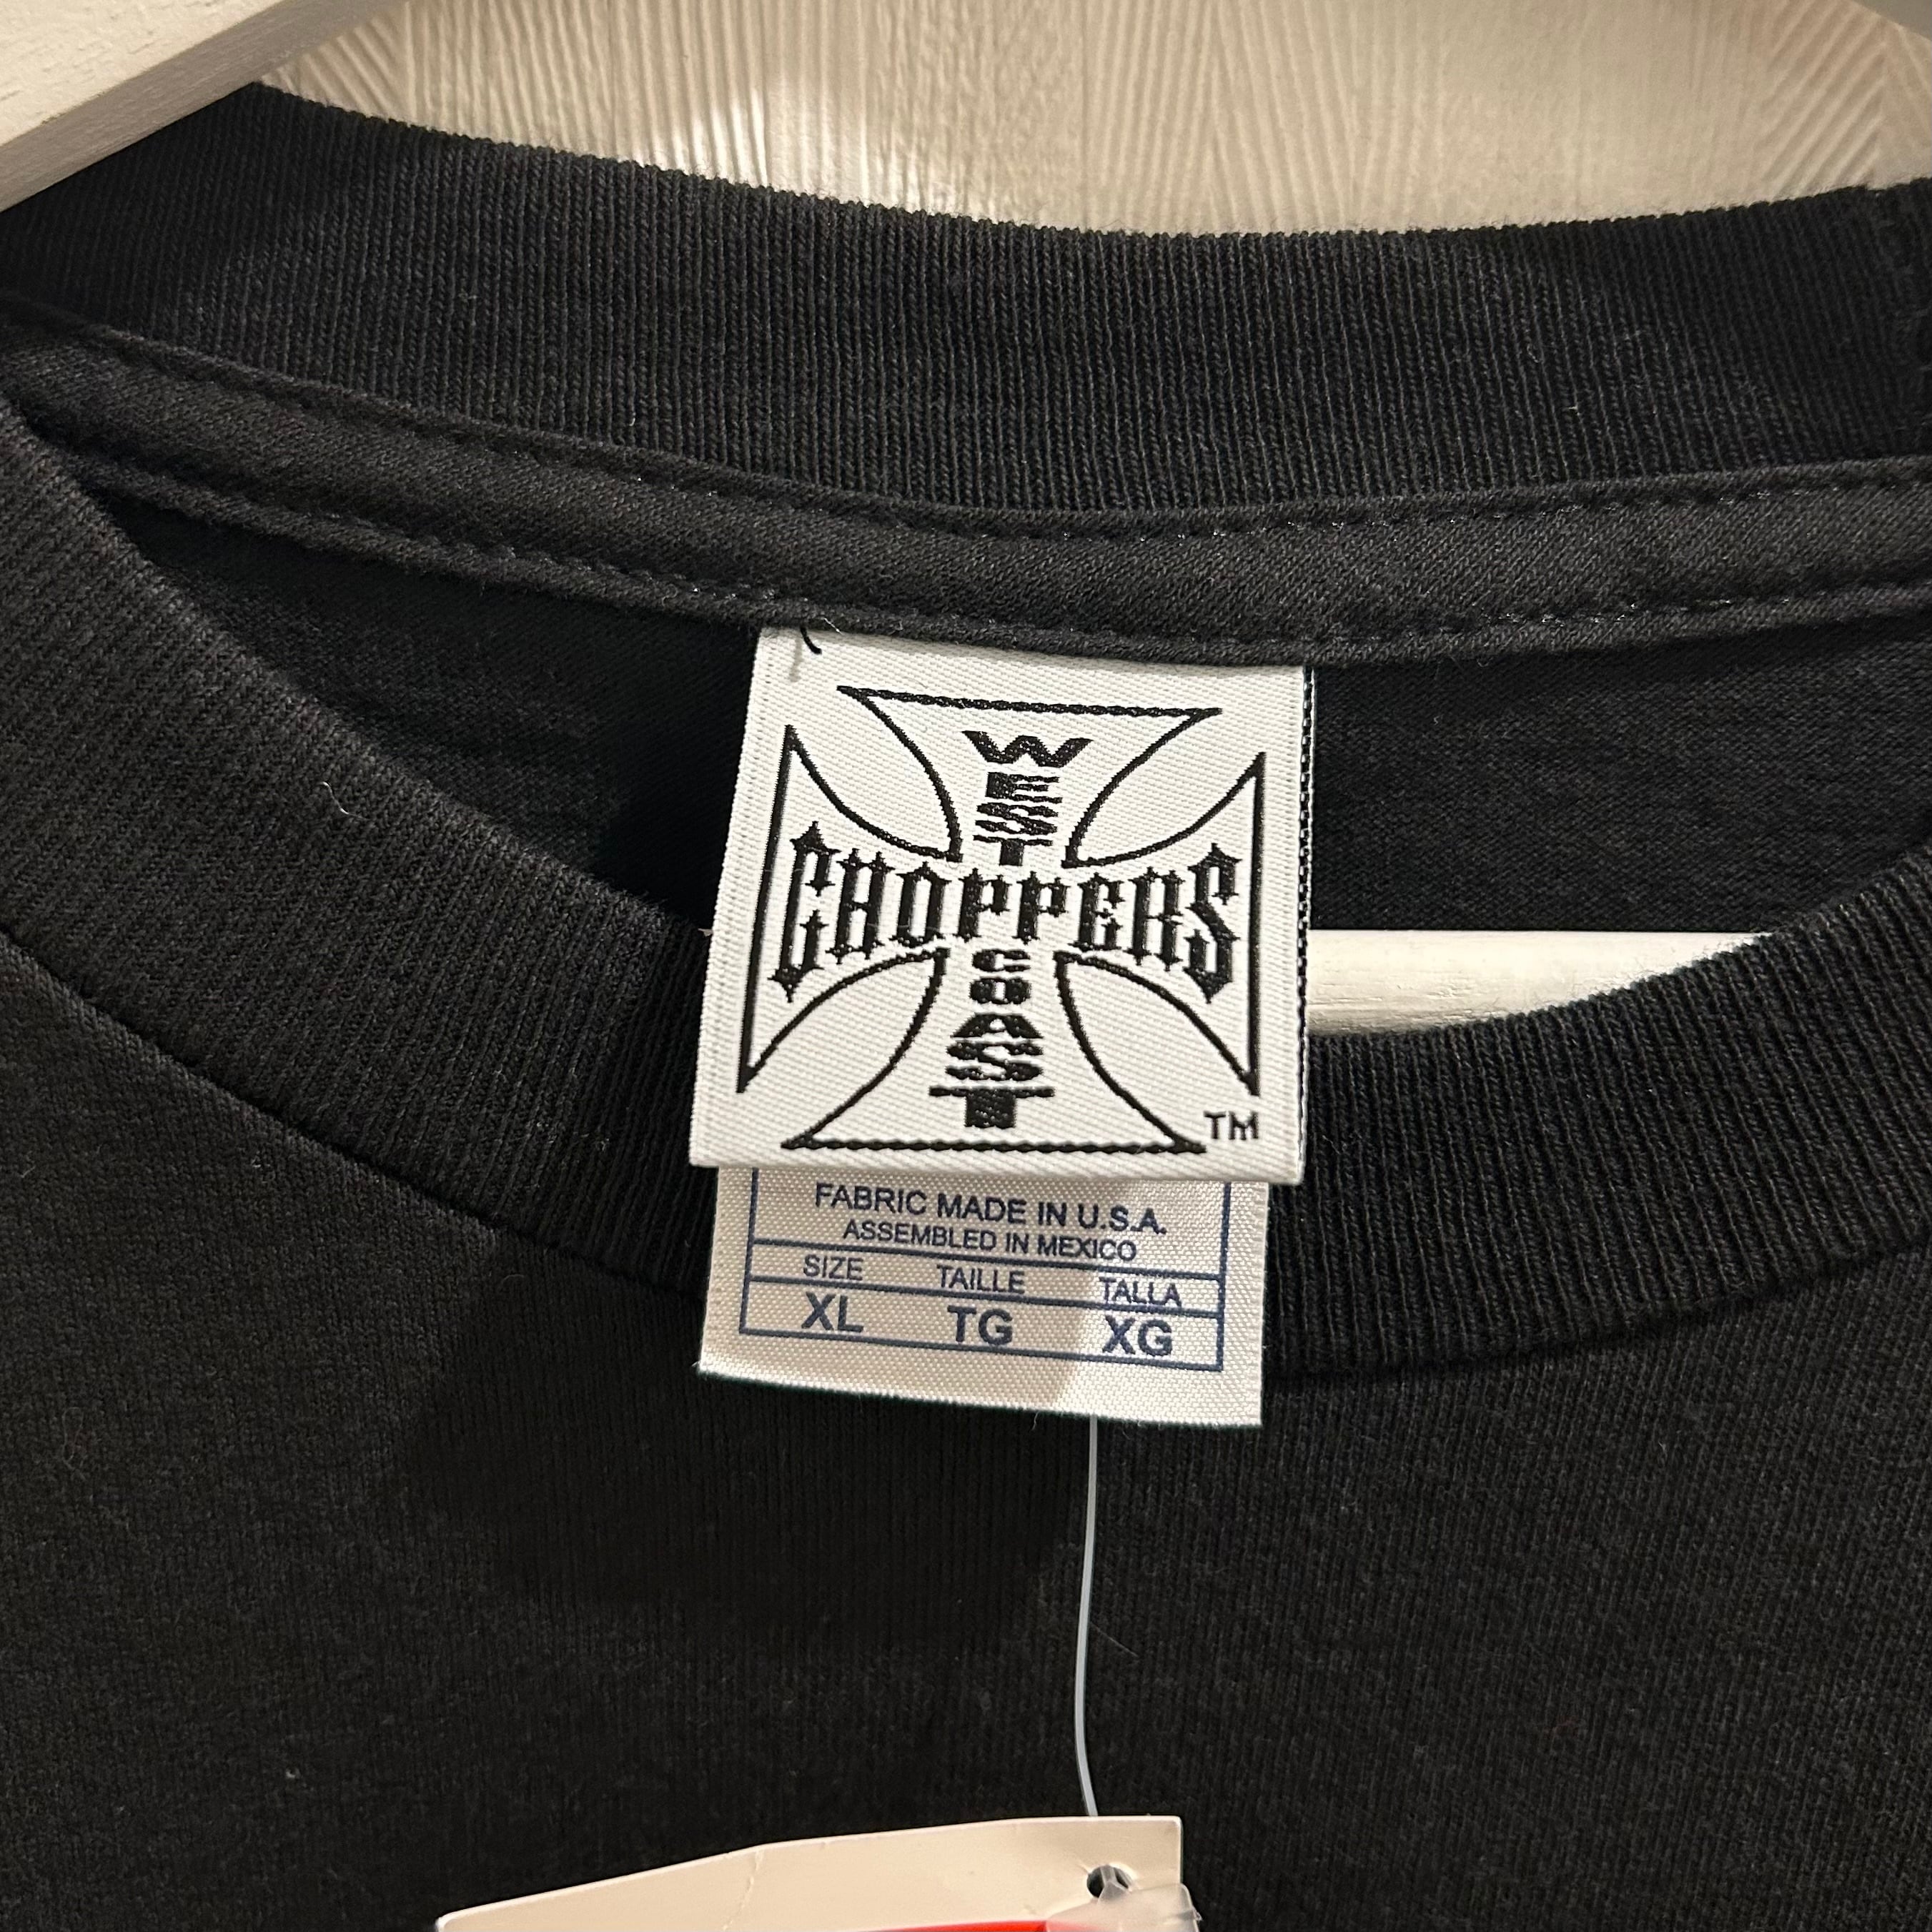 WEST
CHOPPERS
COAST
TM
FABRIC MADE IN U.S.A.
ASSEMBLED IN MEXICO
SIZE TAILLE TALLA
XL TG XG